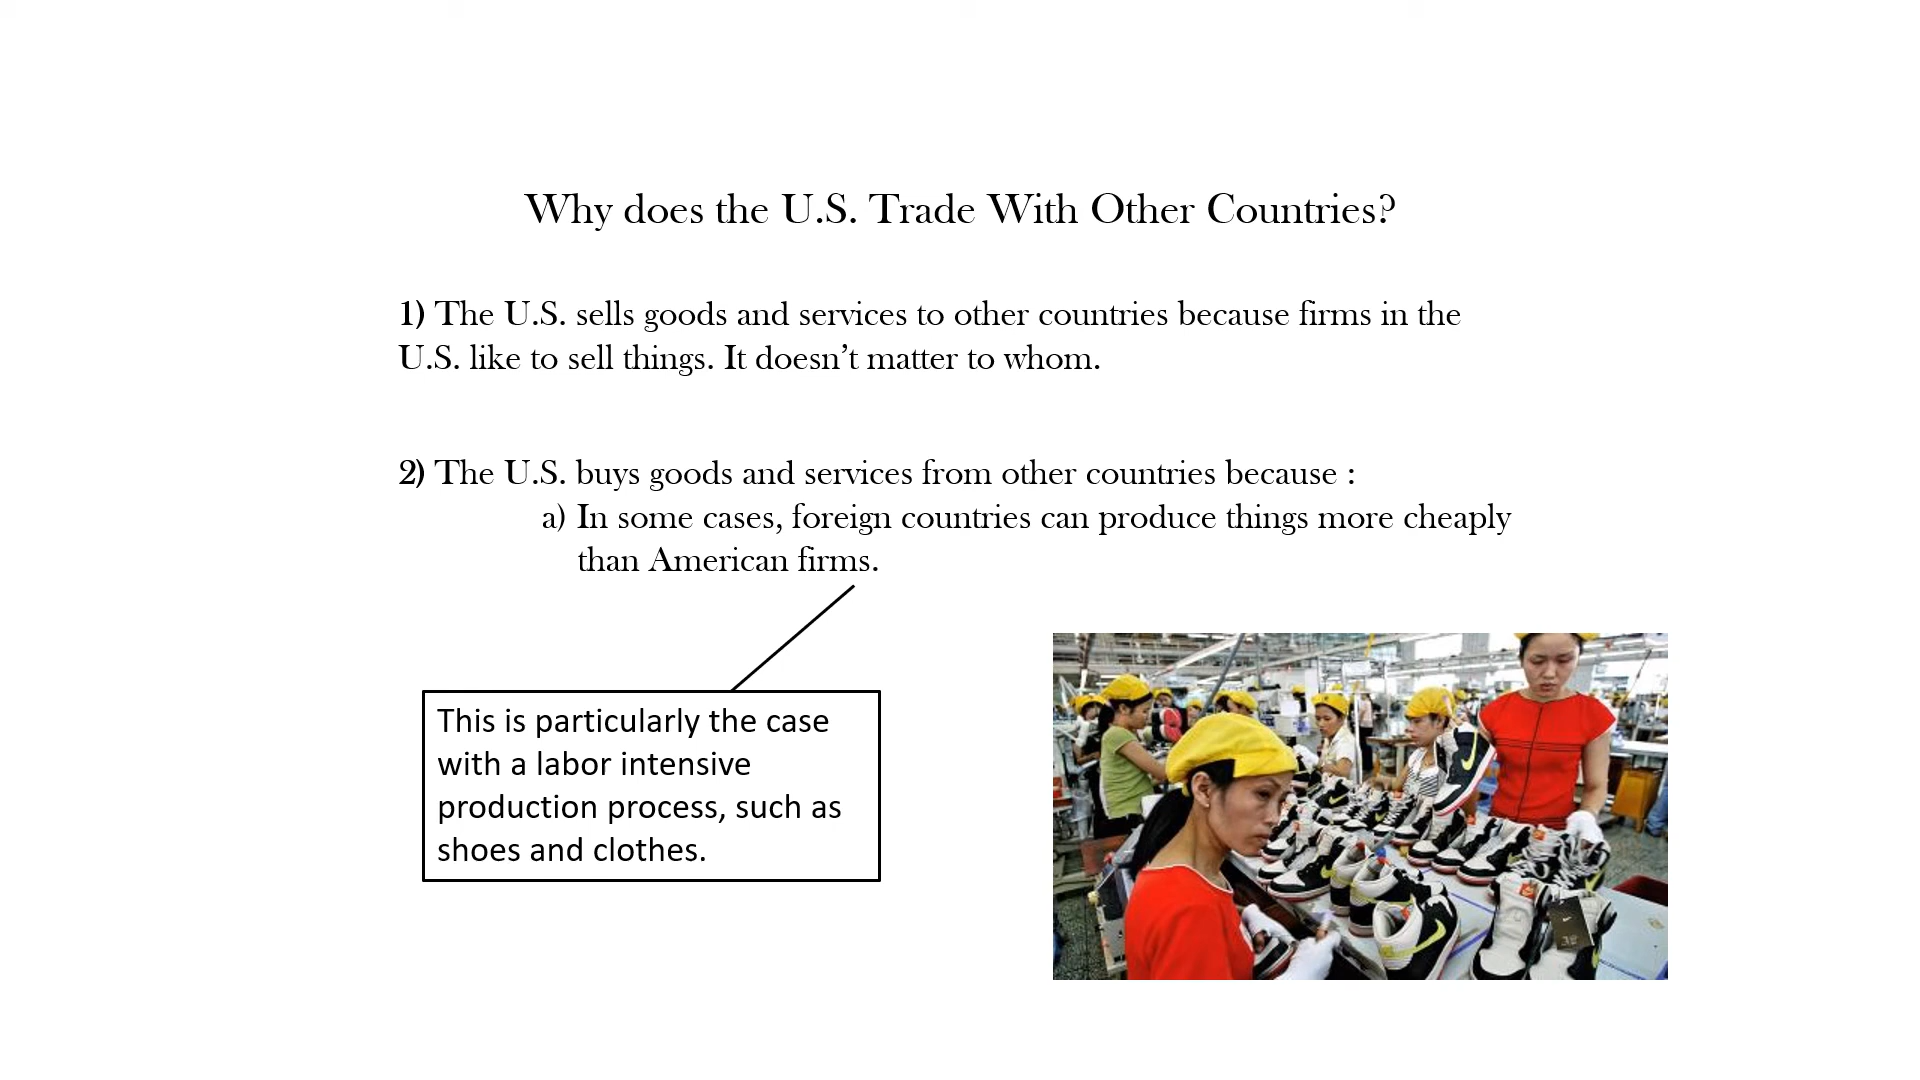 Why does the U.S. Trade With Other Countries?
1) The U.S. sells goods and services to other countries because firms in the
U.S. like to sell things. It doesn’t matter to whom.
2) The U.S. buys goods and services from other countries because :
a) In some cases, foreign countries can produce things more cheaply
than American firms.
This is particularly the case
with a labor intensive
production process, such as
shoes and clothes.